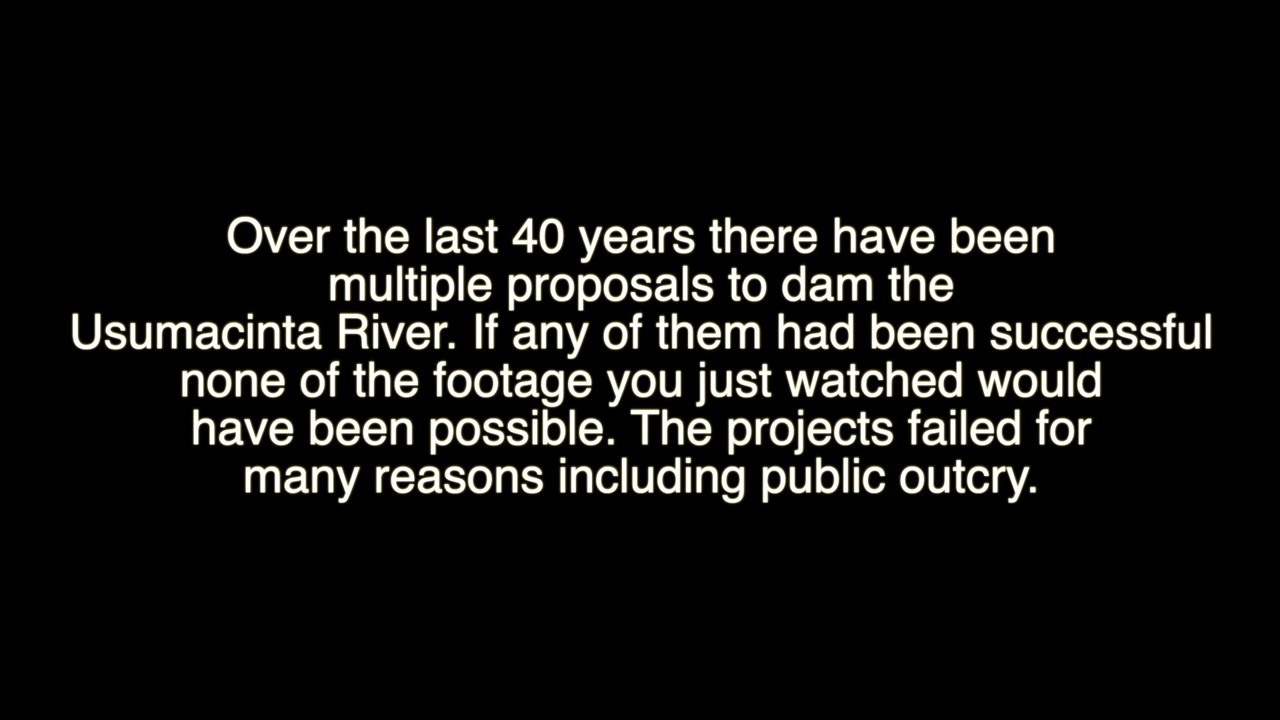 Over the last 40 years there have been
multiple proposals to dam the
Usumacinta River. If any of them had been successful
none of the footage you just watched would
have been possible. The projects failed for
many reasons including public outcry.